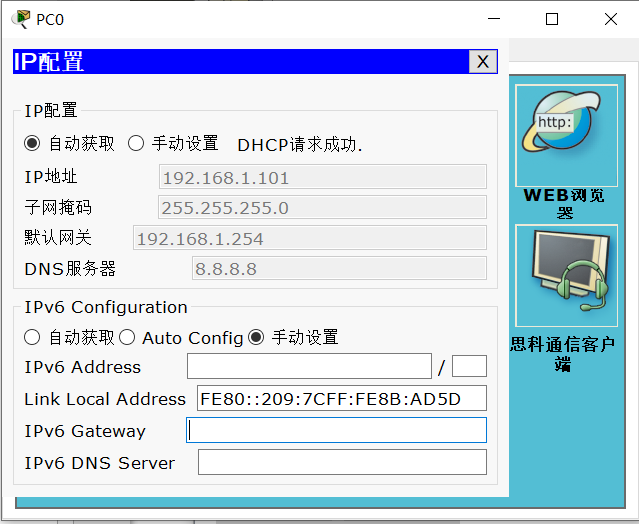 PC0
IP配置
X
IP配置
自动获取 手动设置 DHCP请求成功.
IP地址 192.168.1.101
子网掩码 255.255.255.0
默认网关 192.168.1.254
DNS服务器 8.8.8.8
IPv6 Configuration
自动获取 Auto Config 手动设置
IPv6 Address /
Link Local Address FE80::209:7CFF:FE8B:AD5D
IPv6 Gateway
IPv6 DNS Server
http:
WEB浏览
器
思科通信客户
端